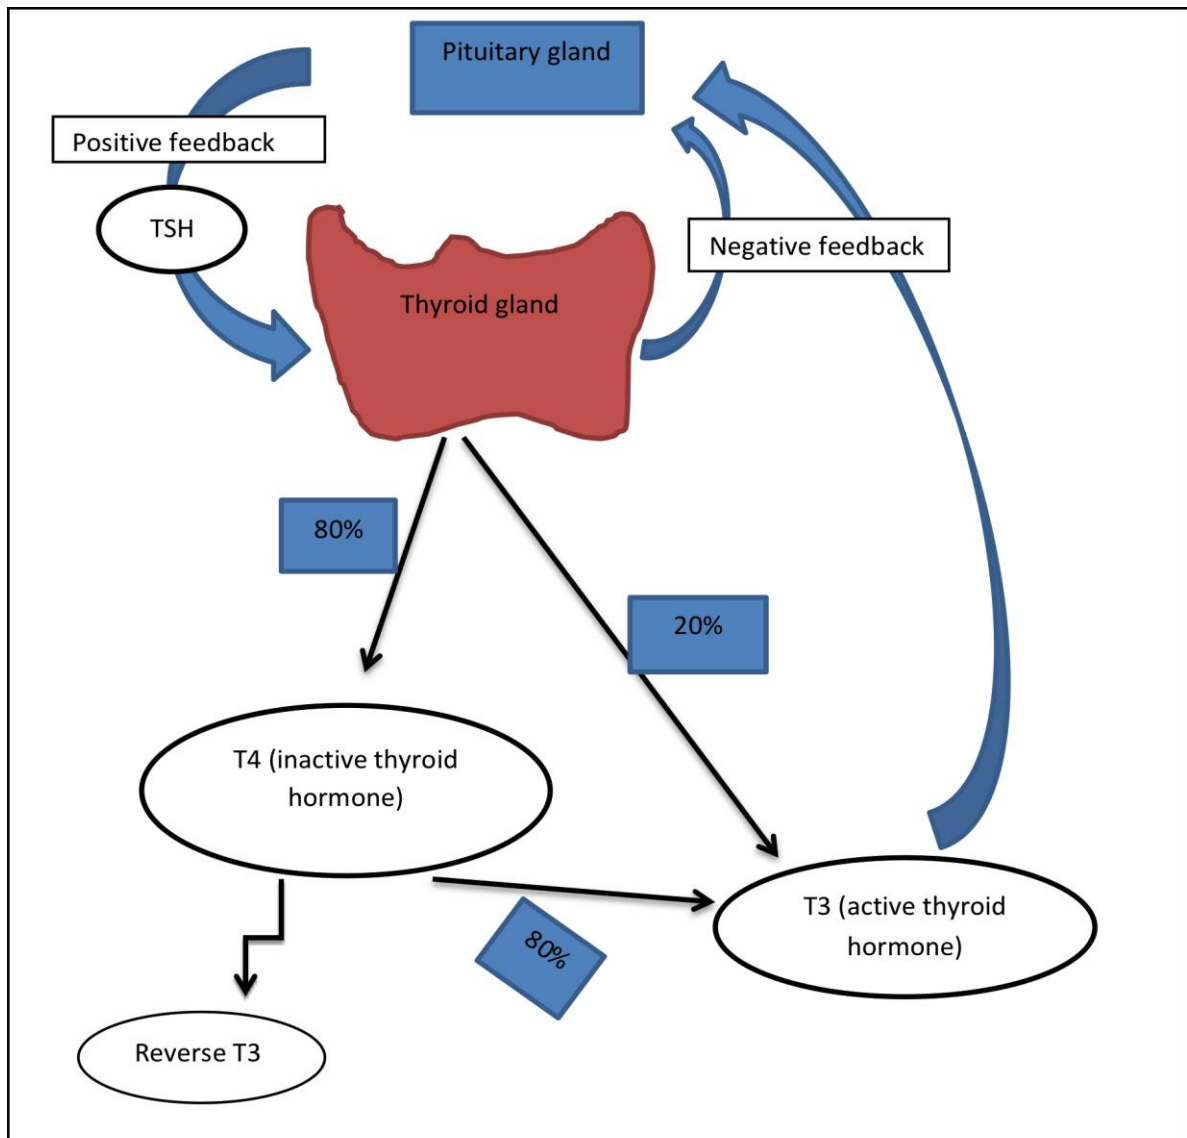 Pituitary gland
Positive feedback
TSH
Negative feedback
Thyroid gland
80%
20%
T4 (inactive thyroid
hormone)
80%
T3 (active thyroid
hormone)
Reverse T3